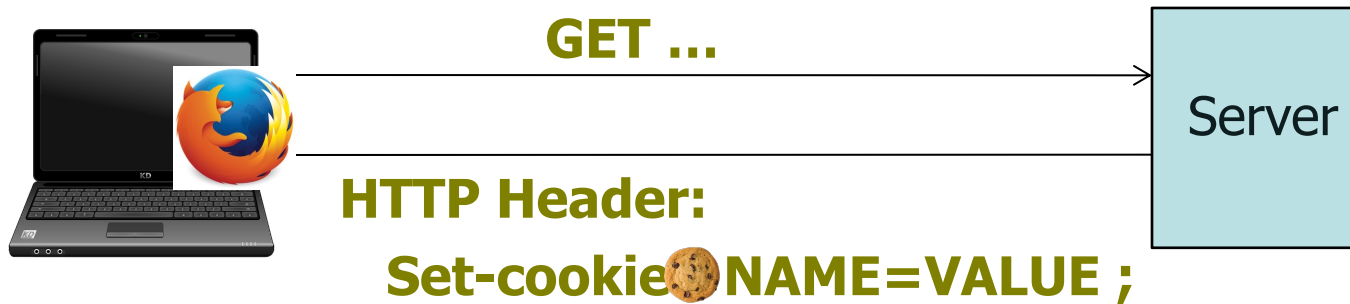 GET ...
Server
KD
HTTP Header:
Set-cookie NAME=VALUE ;